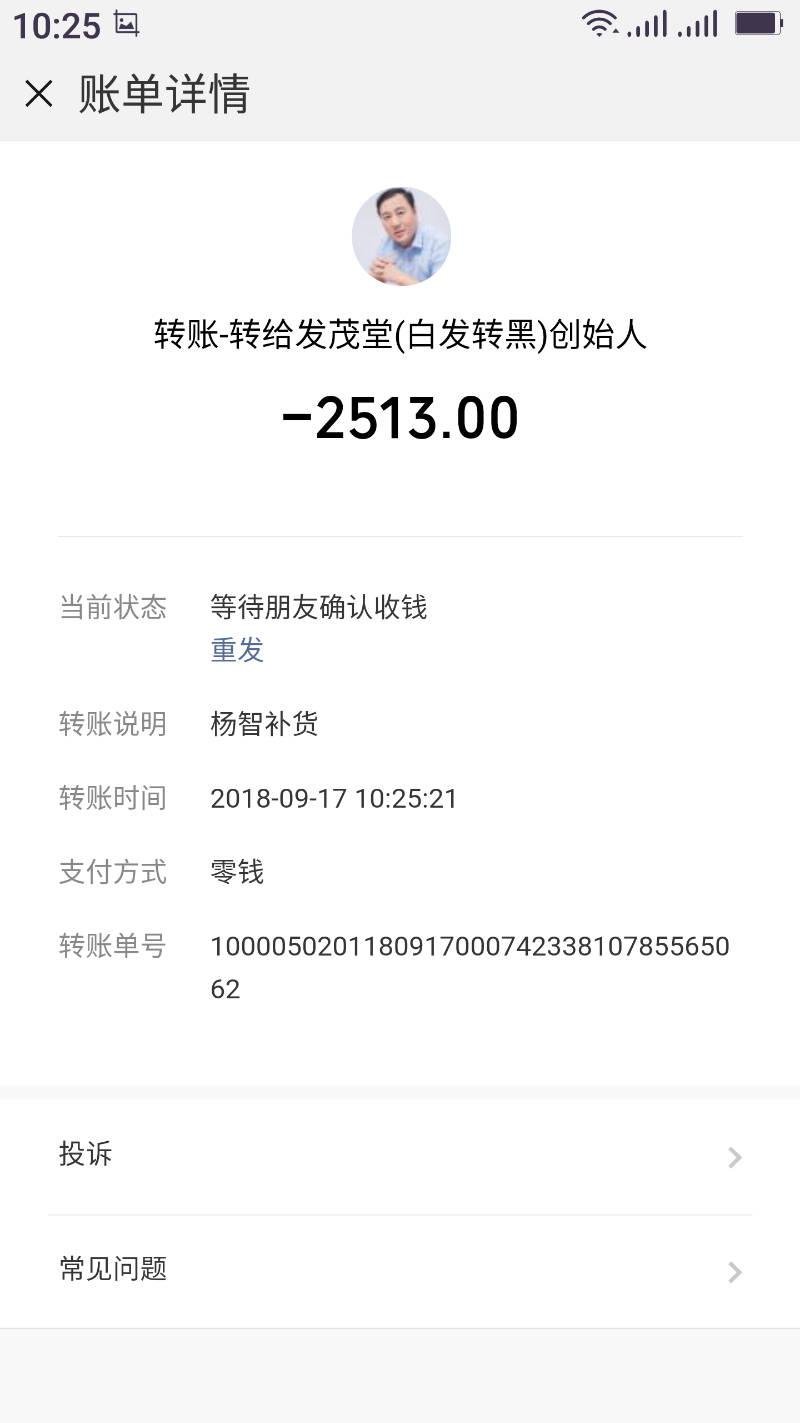 10:25
账单详情
转账-转给发茂堂(白发转黑)创始人
-2513.00
当前状态 等待朋友确认收钱
重发
转账说明 杨智补货
转账时间 2018-09-17 10:25:21
支付方式 零钱
转账单号 100005020118091700074233810785565​0
62
投诉
常见问题